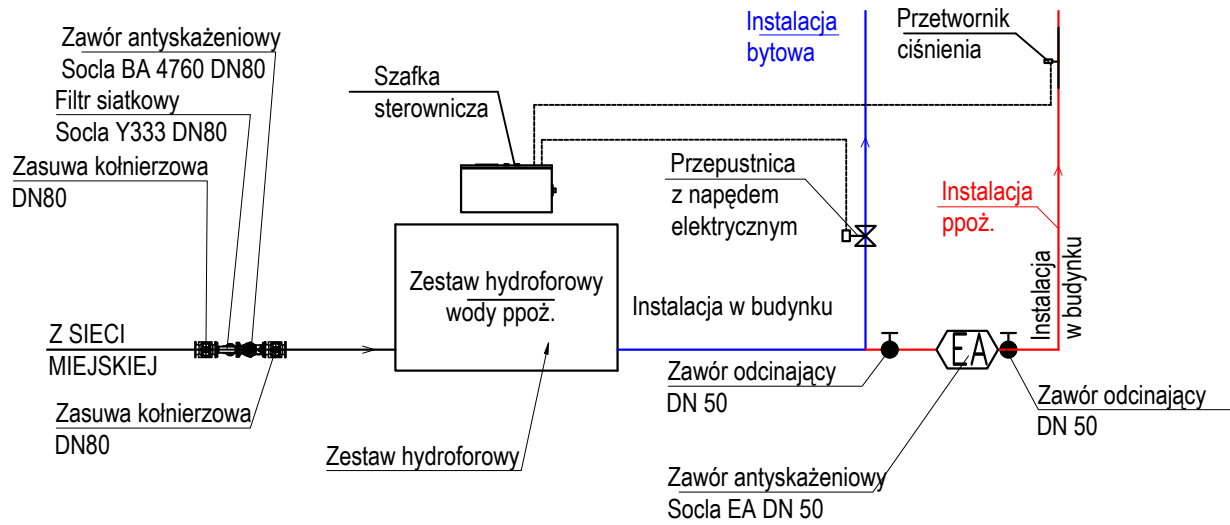 Zawór antyskażeniowy
Socla BA 4760 DN80
Filtr siatkowy
Socla Y333 DN80
Zasuwa kołnierzowa
DN80
Z SIECI
MIEJSKIEJ
Zasuwa kołnierzowa
DN80
Szafka
sterownicza
Zestaw hydroforowy
wody ppoż.
Zestaw hydroforowy
Instalacja
bytowa
Przetwornik
ciśnienia
Przepustnica
z napędem
elektrycznym
Instalacja
ppoż.
Instalacja
w budynku
Instalacja w budynku
Zawór odcinający
DN 50
EA
Zawór odcinający
DN 50
Zawór antyskażeniowy
Socla EA DN 50